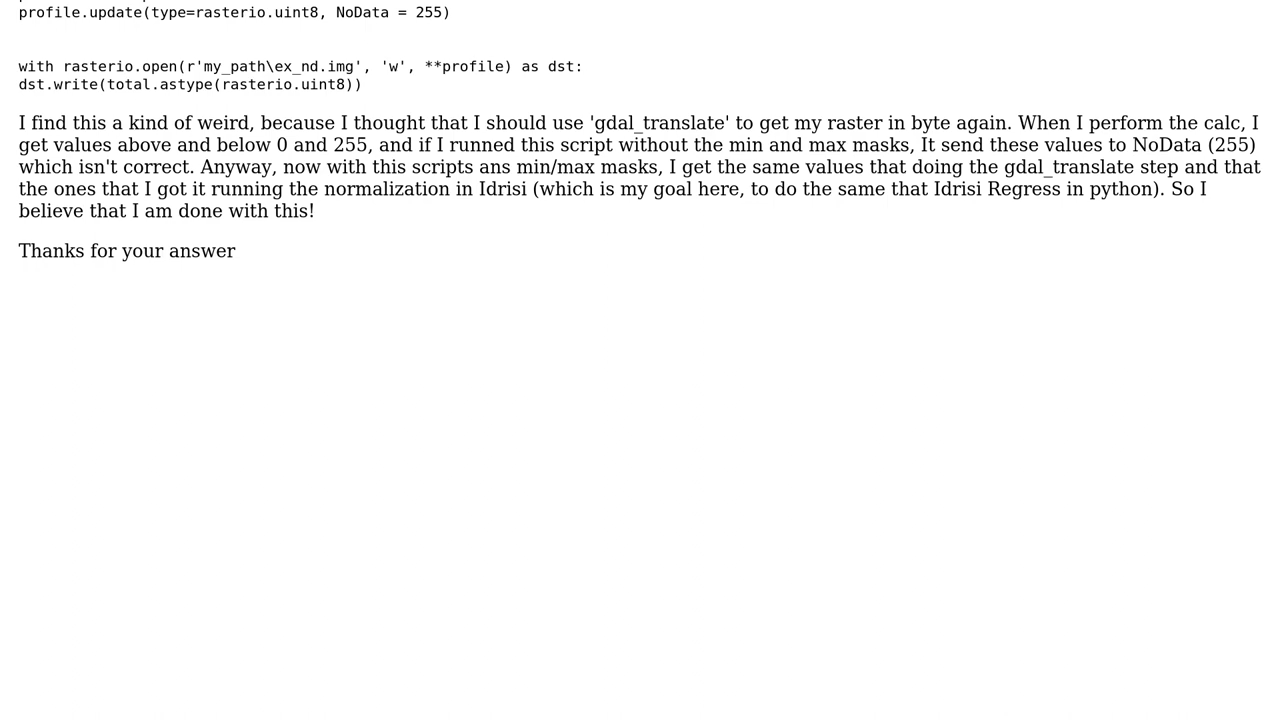 profile.update(type=rasterio.uint8, NoData = 255)
with rasterio.open(r'my_path\ex_nd.img', 'w', **profile) as dst:
dst.write(total.astype(rasterio.uint8))
I find this a kind of weird, because I thought that I should use 'gdal_translate' to get my raster in byte again. When I perform the calc, I
get values above and below 0 and 255, and if I runned this script without the min and max masks, It send these values to NoData (255)
which isn't correct. Anyway, now with this scripts ans min/max masks, I get the same values that doing the gdal_translate step and that
the ones that I got it running the normalization in Idrisi (which is my goal here, to do the same that Idrisi Regress in python). So I
believe that I am done with this!
Thanks for your answer